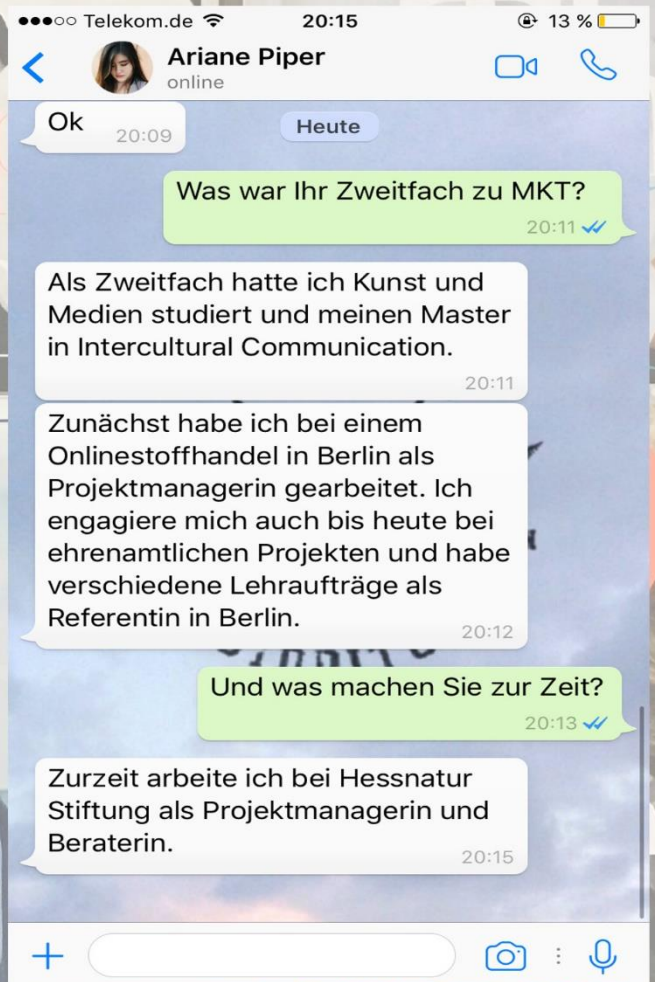 Telekom.de 20:15 13 %
Ariane Piper
online
Ok 20:09
Heute
Was war Ihr Zweitfach zu MKT?
20:11
Als Zweitfach hatte ich Kunst und
Medien studiert und meinen Master
in Intercultural Communication.
20:11
Zunächst habe ich bei einem
Onlinestoffhandel in Berlin als
Projektmanagerin gearbeitet. Ich
engagiere mich auch bis heute bei
ehrenamtlichen Projekten und habe
verschiedene Lehraufträge als
Referentin in Berlin.
20:12
Und was machen Sie zur Zeit?
20:13
Zurzeit arbeite ich bei Hessnatur
Stiftung als Projektmanagerin und
Beraterin.
20:15